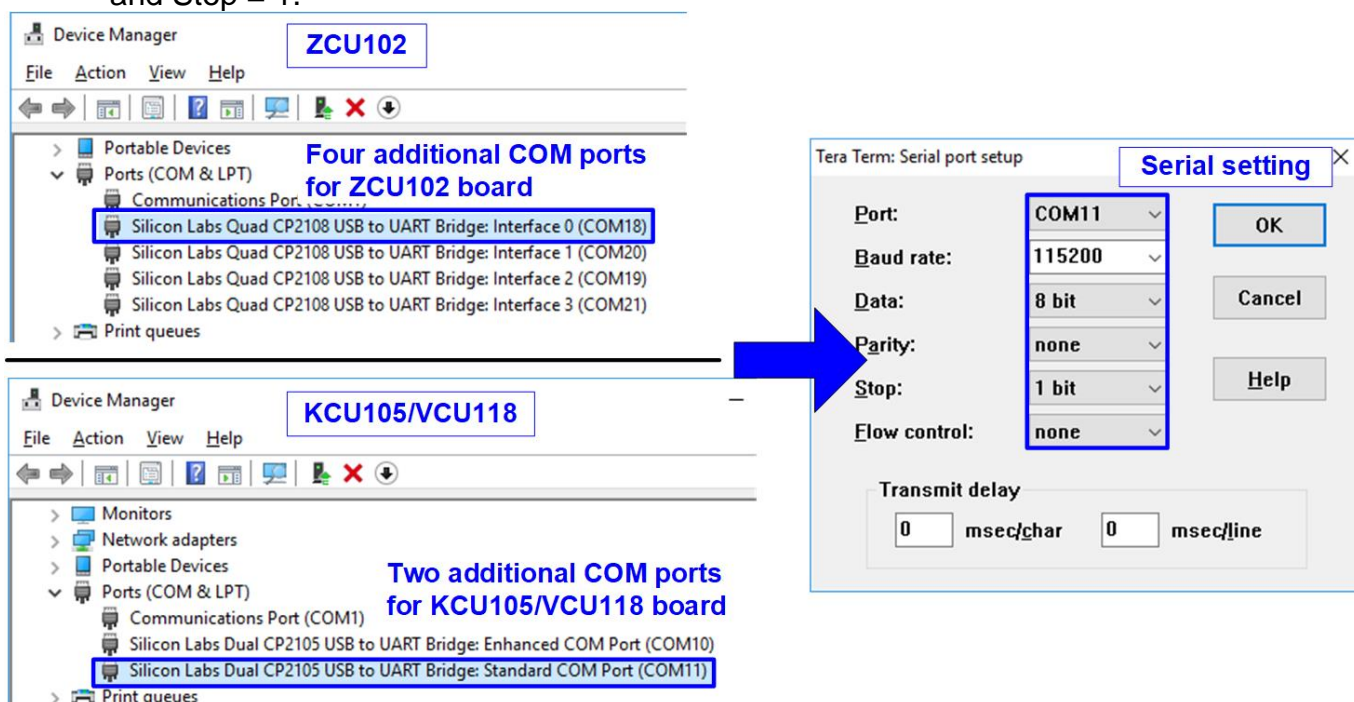 and Stop = 1.
Device Manager
ZCU102
File Action View Help
Portable Devices
Four additional COM ports
for ZCU102 board
Ports (COM & LPT)
Communications Port (COM1)
Silicon Labs Quad CP2108 USB to UART Bridge: Interface 0 (COM18)
Silicon Labs Quad CP2108 USB to UART Bridge: Interface 1 (COM20)
Silicon Labs Quad CP2108 USB to UART Bridge: Interface 2 (COM19)
Silicon Labs Quad CP2108 USB to UART Bridge: Interface 3 (COM21)
Print queues
Device Manager
KCU105/VCU118
File Action View Help
Monitors
Network adapters
Portable Devices
Two additional COM ports
for KCU105/VCU118 board
Ports (COM & LPT)
Communications Port (COM1)
Silicon Labs Dual CP2105 USB to UART Bridge: Enhanced COM Port (COM10)
Silicon Labs Dual CP2105 USB to UART Bridge: Standard COM Port (COM11)
Print queues
Tera Term: Serial port setup
Serial setting
Port: COM11 OK
Baud rate: 115200
Data: 8 bit Cancel
Parity: none
Stop: 1 bit Help
Flow control: none
Transmit delay
0 msec/char 0 msec/line